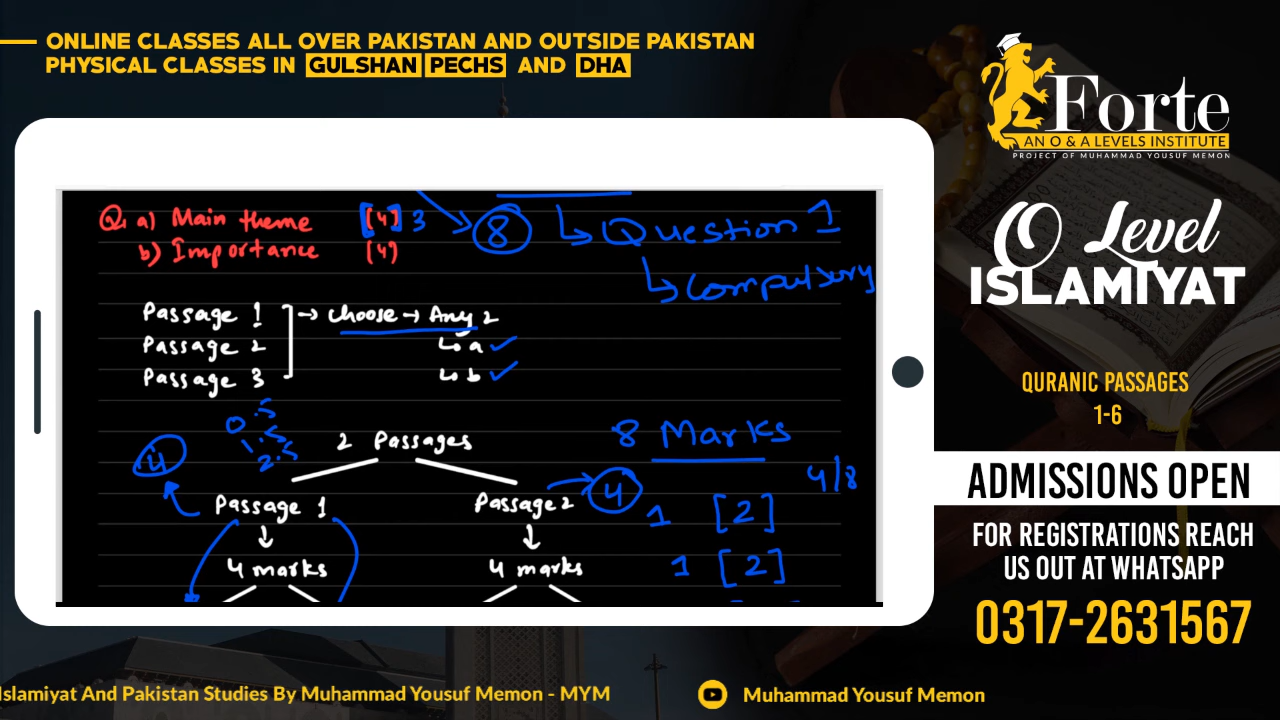 ONLINE CLASSES ALL OVER PAKISTAN AND OUTSIDE PAKISTAN
PHYSICAL CLASSES IN GULSHAN PECHS AND DHA
Forte
AN O & A LEVELS INSTITUTE
PROJECT OF MUHAMMAD YOUSUF MEMON
O Level
ISLAMIYAT
QURANIC PASSAGES
1-6
ADMISSIONS OPEN
FOR REGISTRATIONS REACH
US OUT AT WHATSAPP
0317-2631567
Q. a) Main theme [4] 3 8 Question 1
b) Importance (4) Compulsory
Passage 1 → choose → Any 2
Passage 2 a ✓
Passage 3 b ✓
0.5
1.5
2.5
4
2 Passages
8 Marks
4/8
Passage 1 Passage 2 4
1 [2]
4 marks 4 marks
1 [2]
Islamiyat And Pakistan Studies By Muhammad Yousuf Memon - MYM
Muhammad Yousuf Memon